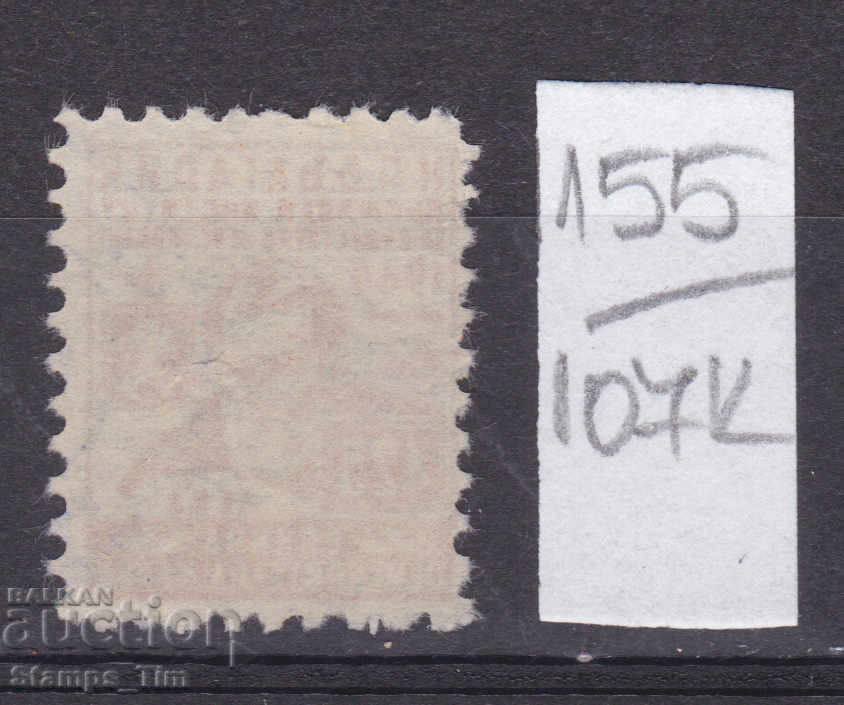 155
107K
BALKAN
auction
Stamps_Tim